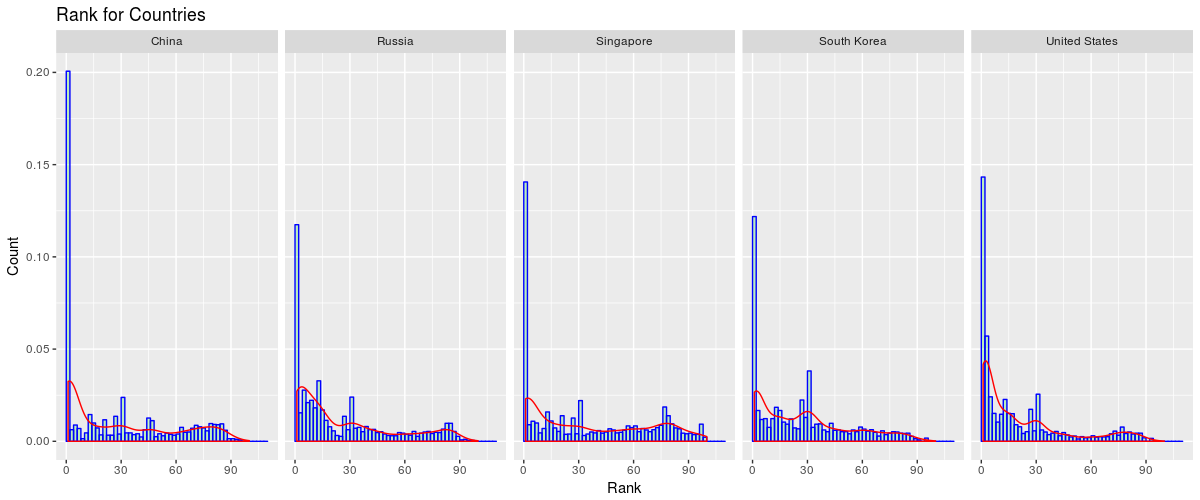 Rank for Countries
China
Russia
Singapore
South Korea
United States
Count
0.20
0.15
0.10
0.05
0.00
0 30 60 90
0 30 60 90
0 30 60 90
0 30 60 90
0 30 60 90
Rank